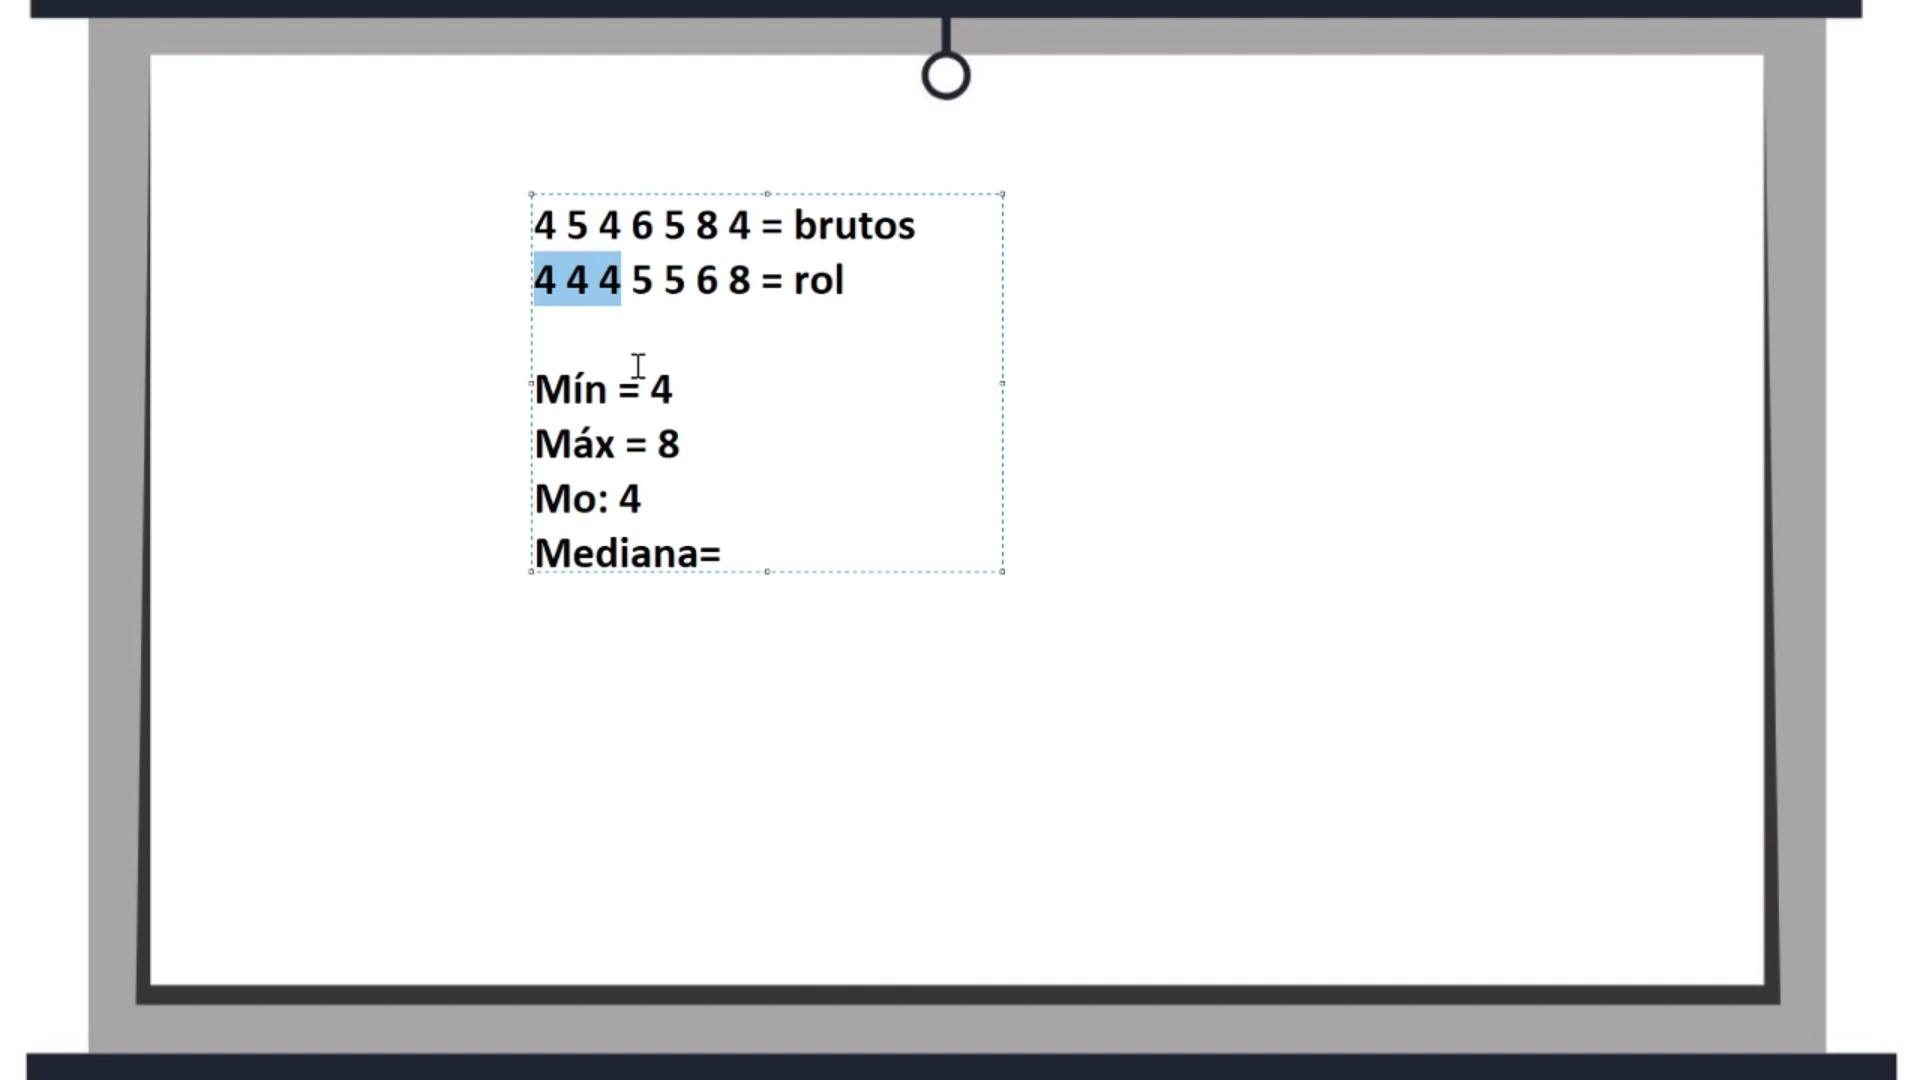 4 5 4 6 5 8 4 = brutos
4 4 4 5 5 6 8 = rol
Mín = 4
Máx = 8
Mo: 4
Mediana=